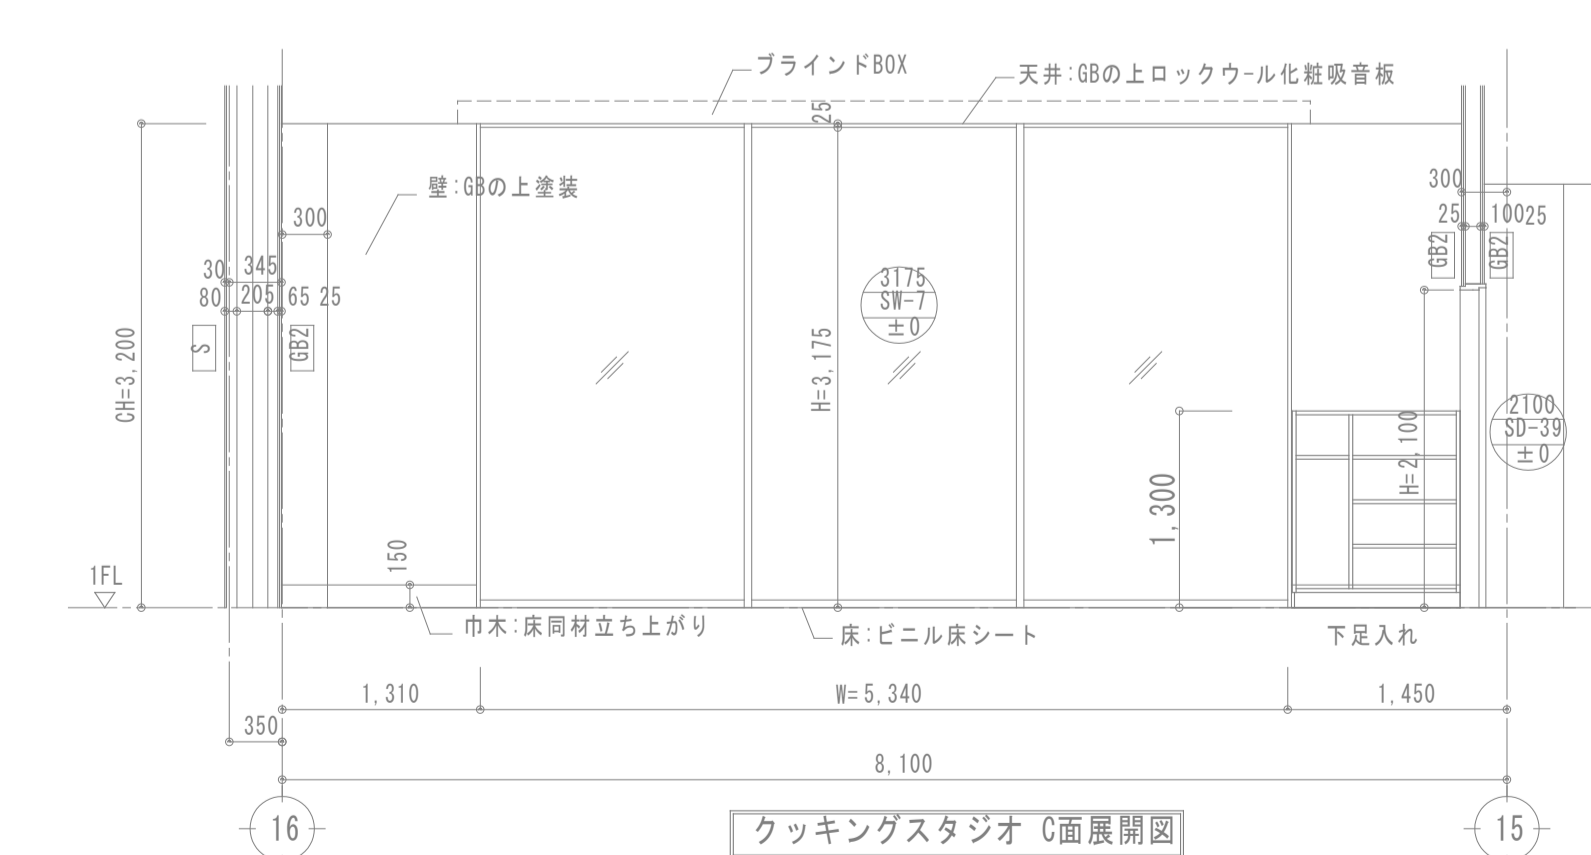 ブラインドBOX
天井:GBの上ロックウ-ル化粧吸音板
25
壁:GBの上塗装
300
300
25
100
25
GB2
GB2
30
345
80
205
65
25
S
GB2
3175
SW-7
±0
CH=3,200
H=3,175
1,300
H=2,100
2100
SD-39
±0
150
1FL
巾木:床同材立ち上がり
床:ビニル床シート
下足入れ
1,310
W=5,340
1,450
350
8,100
16
クッキングスタジオ C面展開図
15